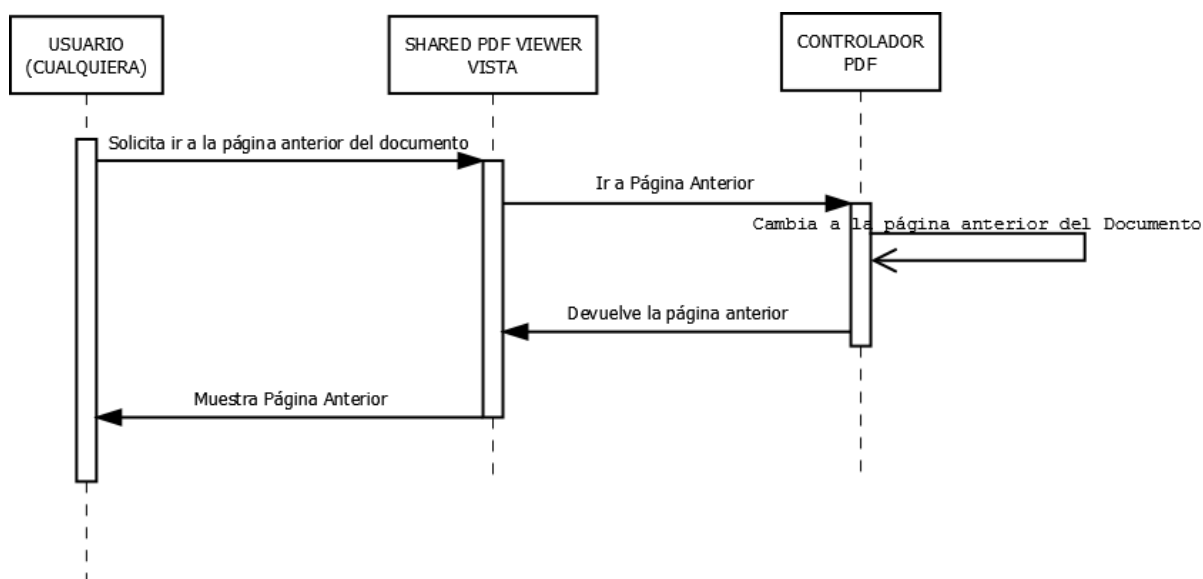 USUARIO
(CUALQUIERA)
SHARED PDF VIEWER
VISTA
CONTROLADOR
PDF
Solicita ir a la página anterior del documento
Ir a Página Anterior
Cambia a la página anterior del Documento
Devuelve la página anterior
Muestra Página Anterior